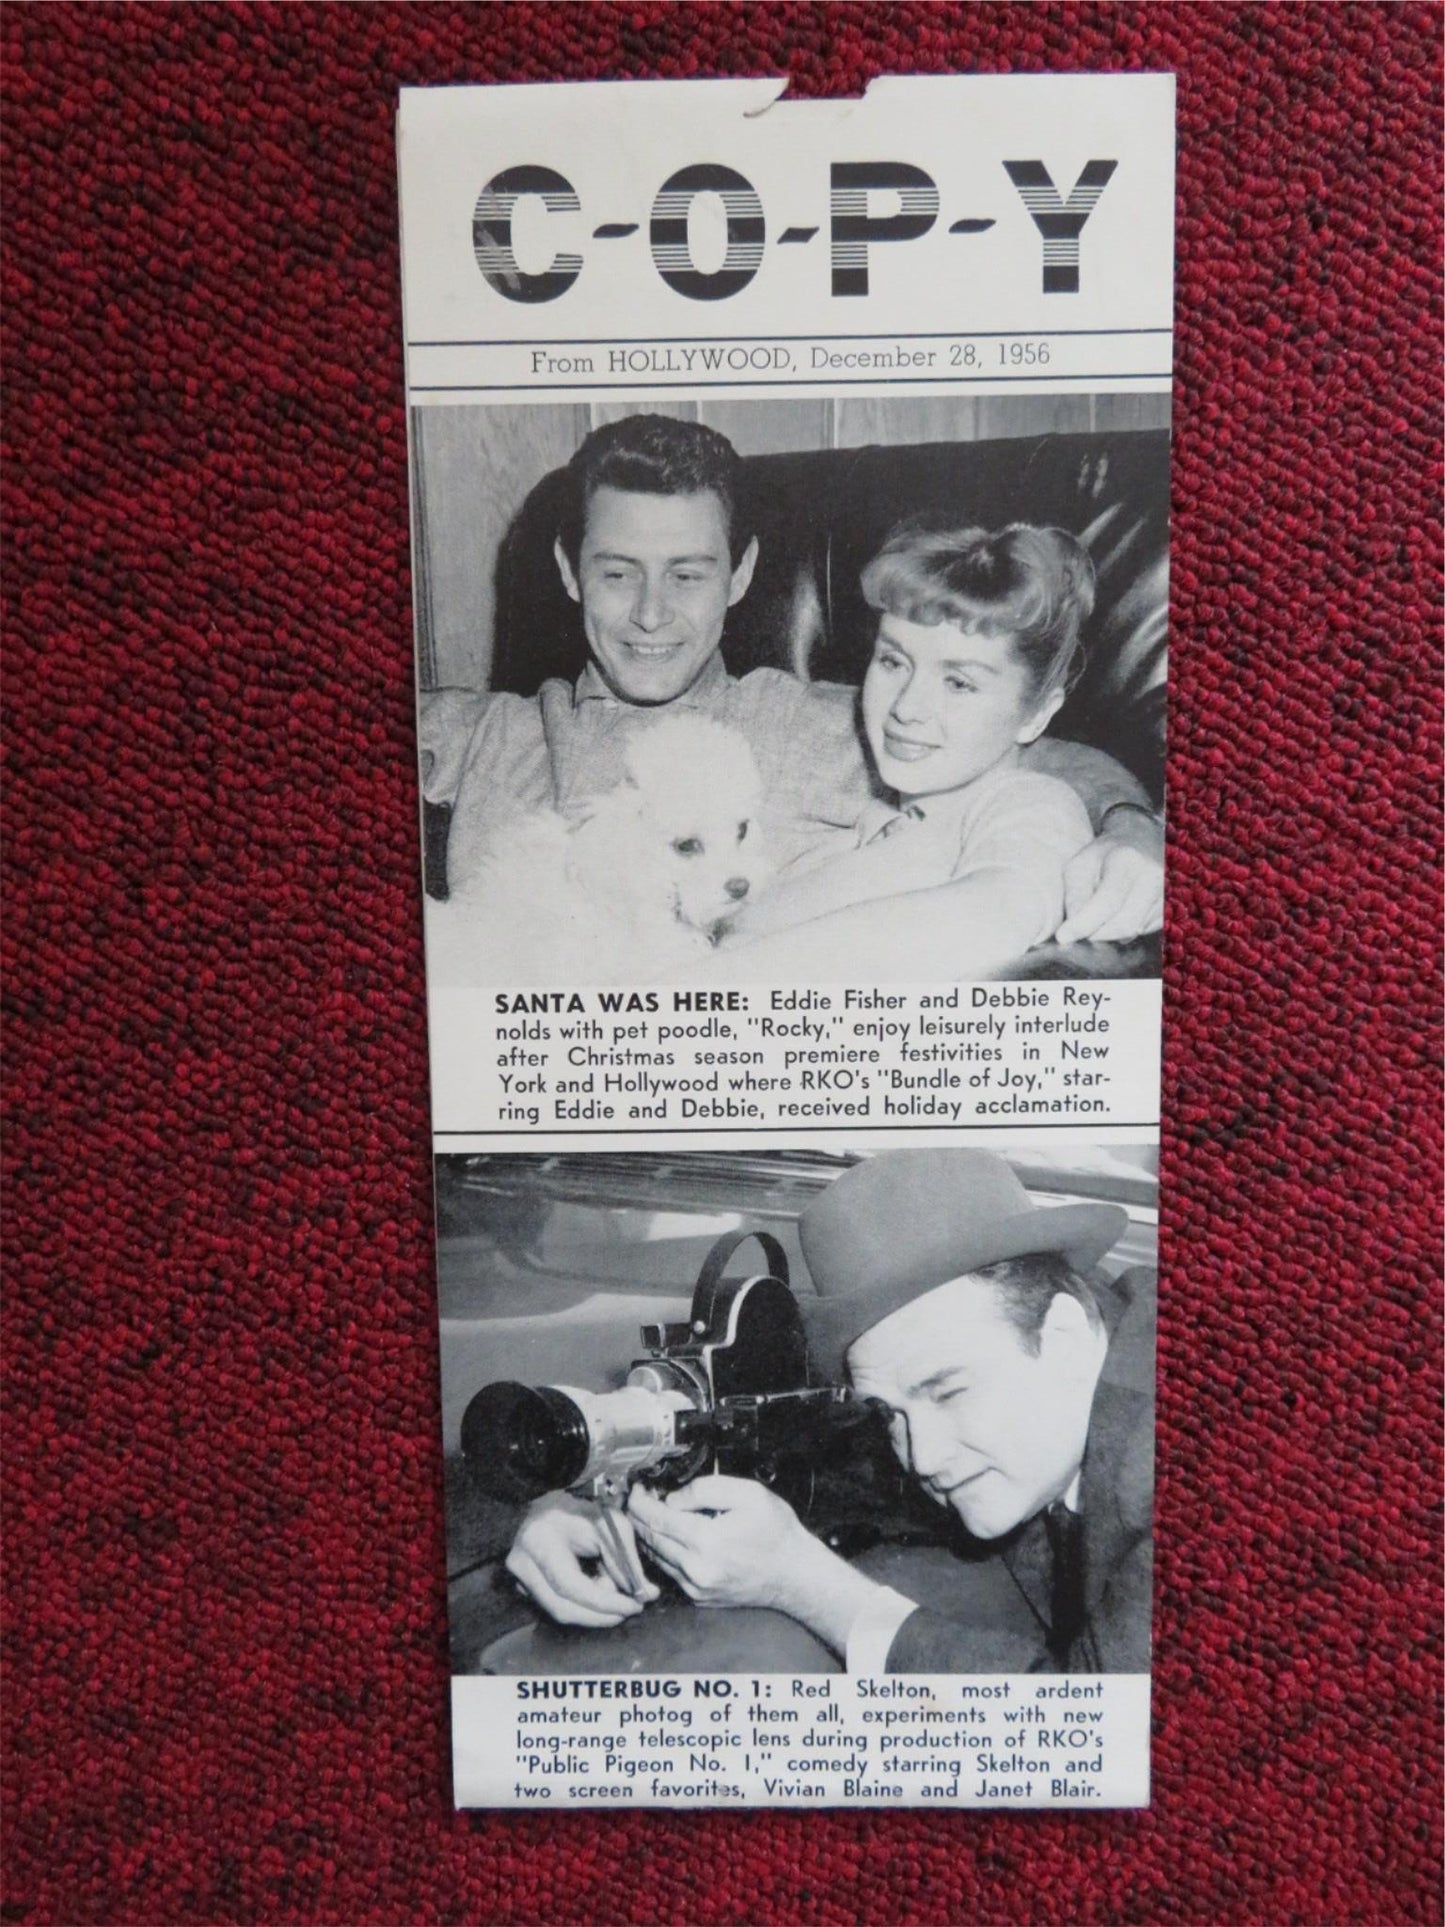 C-O-P-Y
From HOLLYWOOD, December 28, 1956
SANTA WAS HERE: Eddie Fisher and Debbie Rey-
nolds with pet poodle, "Rocky," enjoy leisurely interlude
after Christmas season premiere festivities in New
York and Hollywood where RKO's "Bundle of Joy," star-
ring Eddie and Debbie, received holiday acclamation.
SHUTTERBUG NO. 1: Red Skelton, most ardent
amateur photog of them all, experiments with new
long-range telescopic lens during production of RKO's
"Public Pigeon No. 1," comedy starring Skelton and
two screen favorites, Vivian Blaine and Janet Blair.